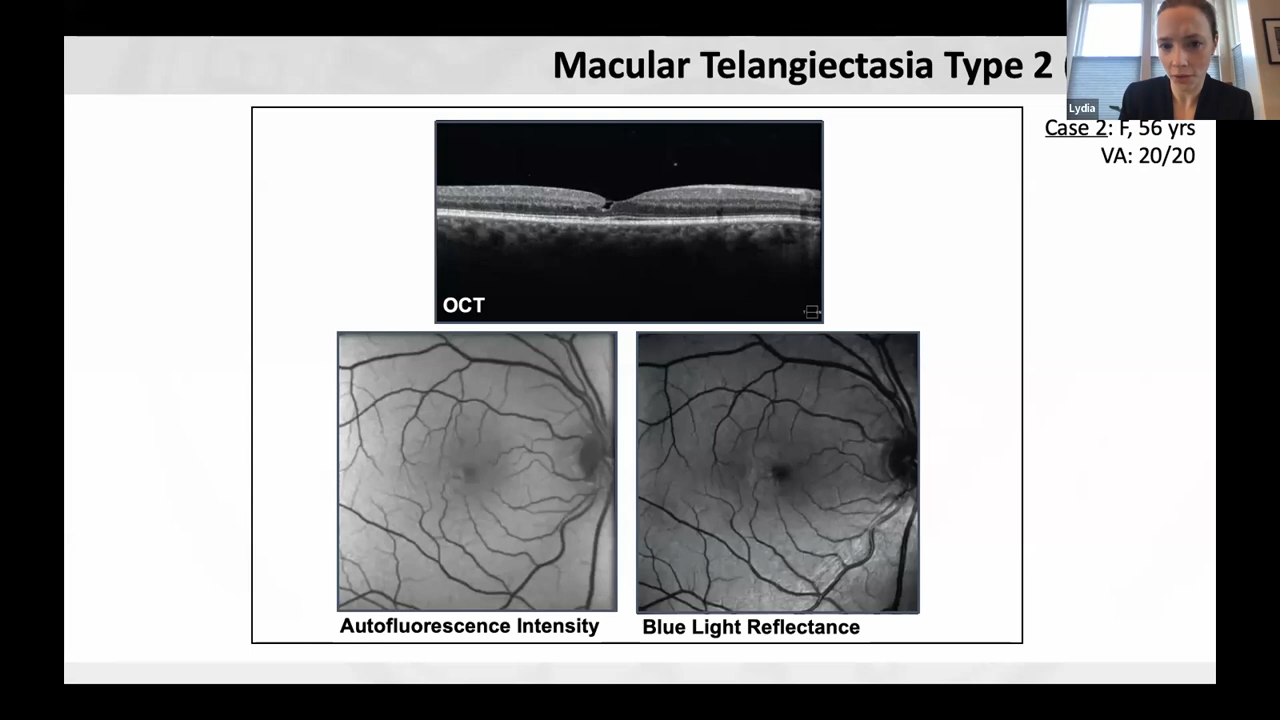 Macular Telangiectasia Type 2 (
Lydia
Case 2: F, 56 yrs
VA: 20/20
OCT
Autofluorescence Intensity
Blue Light Reflectance